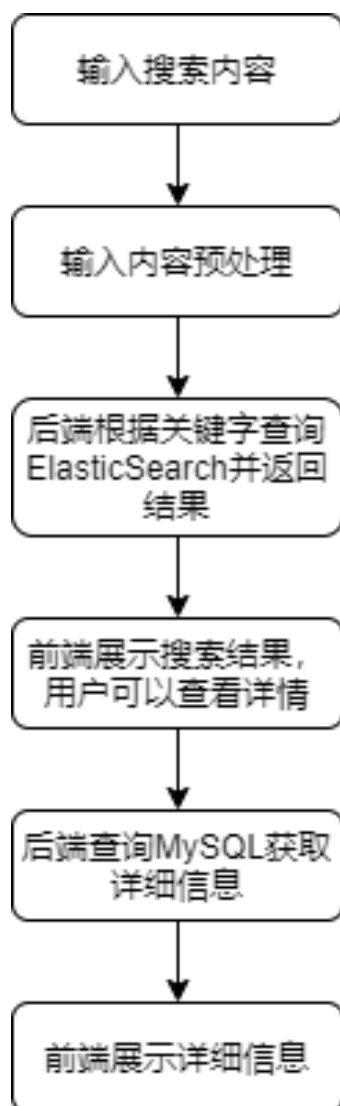 输入搜索内容
输入内容预处理
后端根据关键字查询
ElasticSearch并返回
结果
前端展示搜索结果，
用户可以查看详情
后端查询MySQL获取
详细信息
前端展示详细信息